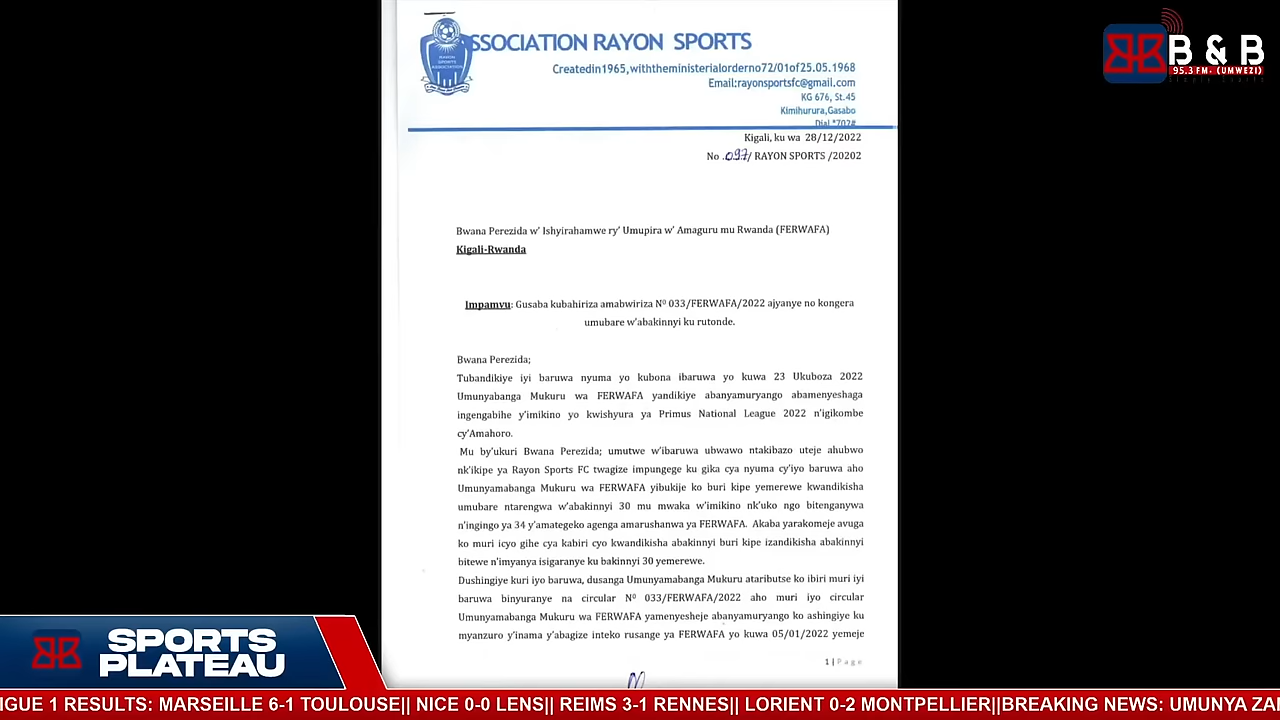 ASSOCIATION RAYON SPORTS
RAYON SPORTS ASSOCIATION
Createdin1965,withtheministerialorderno72/01of25.05.1968
Email:rayonsportsfc@gmail.com
KG 676, St.45
Kimihurura,Gasabo
Dial *702#
Kigali, ku wa 28/12/2022
No .097/ RAYON SPORTS /20202
Bwana Perezida w' Ishyirahamwe ry' Umupira w' Amaguru mu Rwanda (FERWAFA)
Kigali-Rwanda
Impamvu: Gusaba kubahiriza amabwiriza Nº 033/FERWAFA/2022 ajyanye no kongera
umubare w'abakinnyi ku rutonde.
Bwana Perezida;
Tubandikiye iyi baruwa nyuma yo kubona ibaruwa yo kuwa 23 Ukuboza 2022
Umunyabanga Mukuru wa FERWAFA yandikiye abanyamuryango abamenyeshaga
ingengabihe y'imikino yo kwishyura ya Primus National League 2022 n'igikombe
cy'Amahoro.
Mu by'ukuri Bwana Perezida; umutwe w'ibaruwa ubwawo ntakibazo uteje ahubwo
nk'ikipe ya Rayon Sports FC twagize impungege ku gika cya nyuma cy'iyo baruwa aho
Umunyamabanga Mukuru wa FERWAFA yibukije ko buri kipe yemerewe kwandikisha
umubare ntarengwa w'abakinnyi 30 mu mwaka w'imikino nk'uko ngo bitenganywa
n'ingingo ya 34 y'amategeko agenga amarushanwa ya FERWAFA. Akaba yarakomeje avuga
ko muri icyo gihe cya kabiri cyo kwandikisha abakinnyi buri kipe izandikisha abakinnyi
bitewe n'imyanya isigaranye ku bakinnyi 30 yemerewe.
Dushingiye kuri iyo baruwa, dusanga Umunyamabanga Mukuru ataributse ko ibiri muri iyi
baruwa binyuranye na circular Nº 033/FERWAFA/2022 aho muri iyo circular
Umunyamabanga Mukuru wa FERWAFA yamenyesheje abanyamuryango ko ashingiye ku
myanzuro y'inama y'abagize inteko rusange ya FERWAFA yo kuwa 05/01/2022 yemeje
1 | Page
B & B
95.3 FM- (UMWEZI)
SPORTS
PLATEAU
IGUE 1 RESULTS: MARSEILLE 6-1 TOULOUSE|| NICE 0-0 LENS|| REIMS 3-1 RENNES|| LORIENT 0-2 MONTPELLIER||BREAKING NEWS: UMUNYA ZA